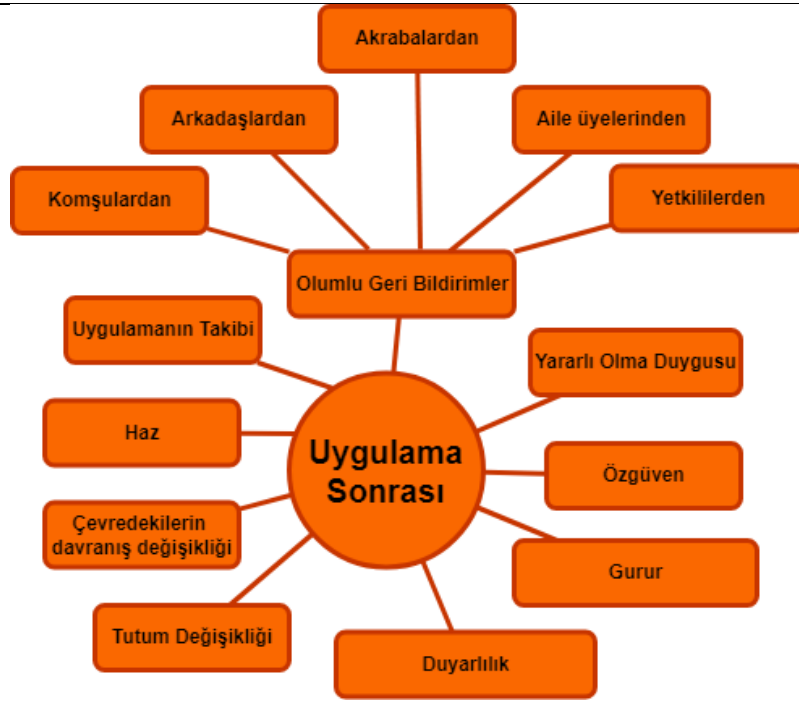 Akrabalardan
Arkadaşlardan
Aile üyelerinden
Komşulardan
Yetkililerden
Olumlu Geri Bildirimler
Uygulamanın Takibi
Yararlı Olma Duygusu
Haz
Uygulama
Sonrası
Özgüven
Çevredekilerin
davranış değişikliği
Gurur
Tutum Değişikliği
Duyarlılık